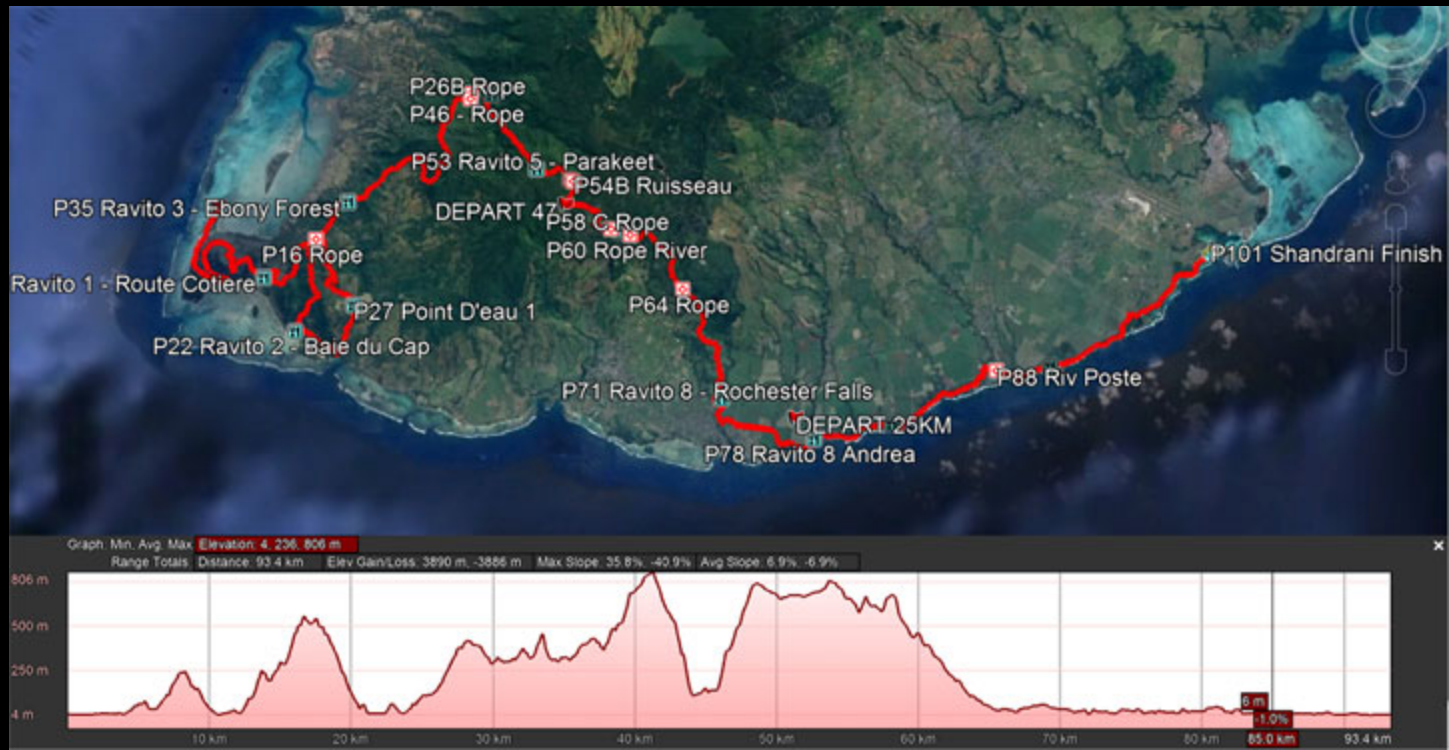 P26B Rope
P46 - Rope
P53 Ravito 5 - Parakeet
P54B Ruisseau
P35 Ravito 3 - Ebony Forest
DEPART 47
P58 C Rope
P16 Rope
P60 Rope River
P101 Shandrani Finish
Ravito 1 - Route Cotiere
P64 Rope
P27 Point D'eau 1
P22 Ravito 2 - Baie du Cap
P88 Riv Poste
P71 Ravito 8 - Rochester Falls
DEPART 25KM
P78 Ravito 8 Andrea
Graph: Min, Avg, Max Elevation: 4, 236, 806 m
Range Totals Distance: 93.4 km Elev Gain/Loss: 3890 m, -3886 m Max Slope: 35.8%, -40.9% Avg Slope: 6.9%, -6.9%
806 m
500 m
250 m
4 m
6 m
-1.0%
10 km 20 km 30 km 40 km 50 km 60 km 70 km 80 km 85.0 km 93.4 km